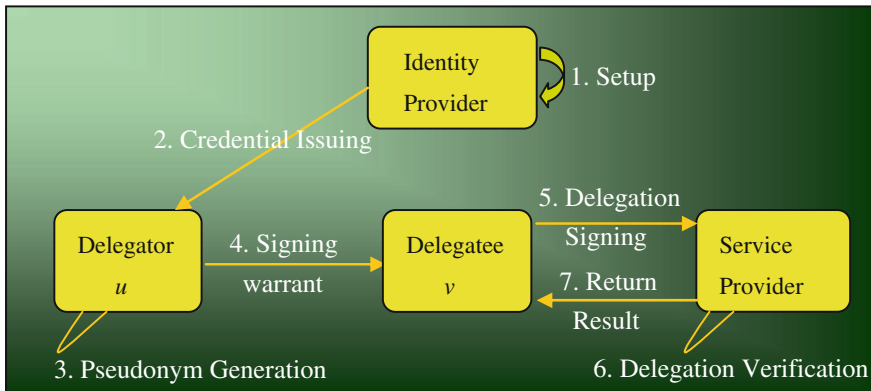 Identity
Provider
1. Setup
2. Credential Issuing
Delegator
u
4. Signing
warrant
Delegatee
v
5. Delegation
Signing
7. Return
Result
Service
Provider
3. Pseudonym Generation
6. Delegation Verification